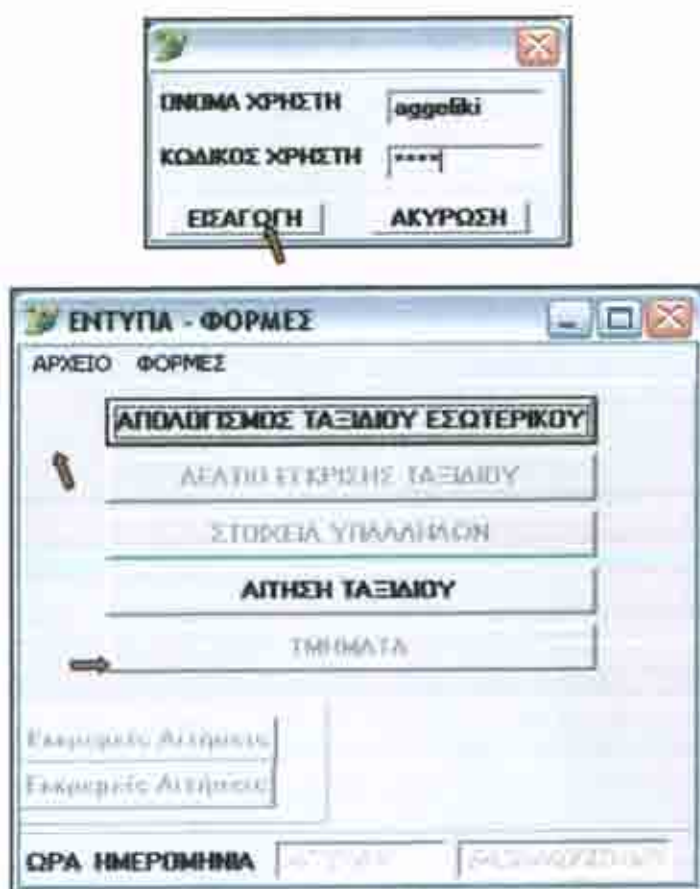 ΟΝΟΜΑ ΧΡΗΣΤΗ aggeliki
ΚΩΔΙΚΟΣ ΧΡΗΣΤΗ ****
ΕΙΣΑΓΩΓΗ ΑΚΥΡΩΣΗ
ΕΝΤΥΠΑ - ΦΟΡΜΕΣ
ΑΡΧΕΙΟ ΦΟΡΜΕΣ
ΑΠΟΛΟΓΙΣΜΟΣ ΤΑΞΙΔΙΟΥ ΕΣΩΤΕΡΙΚΟΥ
ΔΕΛΤΙΟ ΕΓΚΡΙΣΗΣ ΤΑΞΙΔΙΟΥ
ΣΤΟΙΧΕΙΑ ΥΠΑΛΛΗΛΩΝ
ΑΙΤΗΣΗ ΤΑΞΙΔΙΟΥ
ΤΜΗΜΑΤΑ
Εκκρεμείς Αιτήσεις
Εκκρεμείς Αιτήσεις
ΩΡΑ ΗΜΕΡΟΜΗΝΙΑ